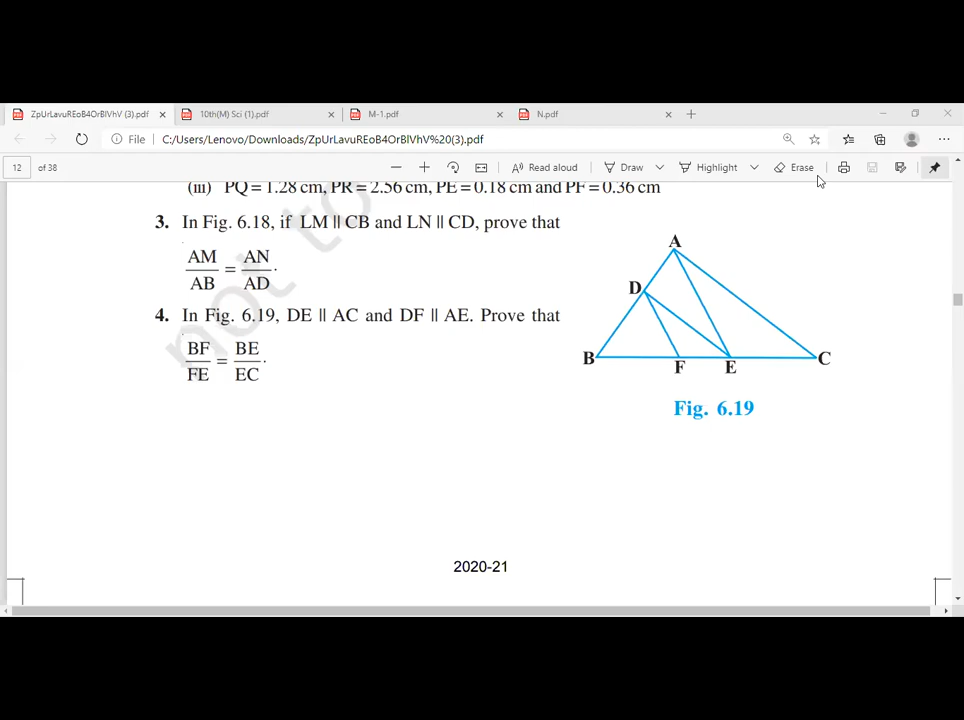 ZpUrLavuREoB4OrBlVhV (3).pdf
10th(M) Sci (1).pdf
M-1.pdf
N.pdf
File
C:/Users/Lenovo/Downloads/ZpUrLavuREoB4OrBlVhV%20(3).pdf
12 of 38
Read aloud
Draw
Highlight
Erase
(iii) PQ = 1.28 cm, PR = 2.56 cm, PE = 0.18 cm and PF = 0.36 cm
3. In Fig. 6.18, if LM || CB and LN || CD, prove that
AM/AB = AN/AD.
4. In Fig. 6.19, DE || AC and DF || AE. Prove that
BF/FE = BE/EC.
A
D
B
F
E
C
Fig. 6.19
not to
2020-21